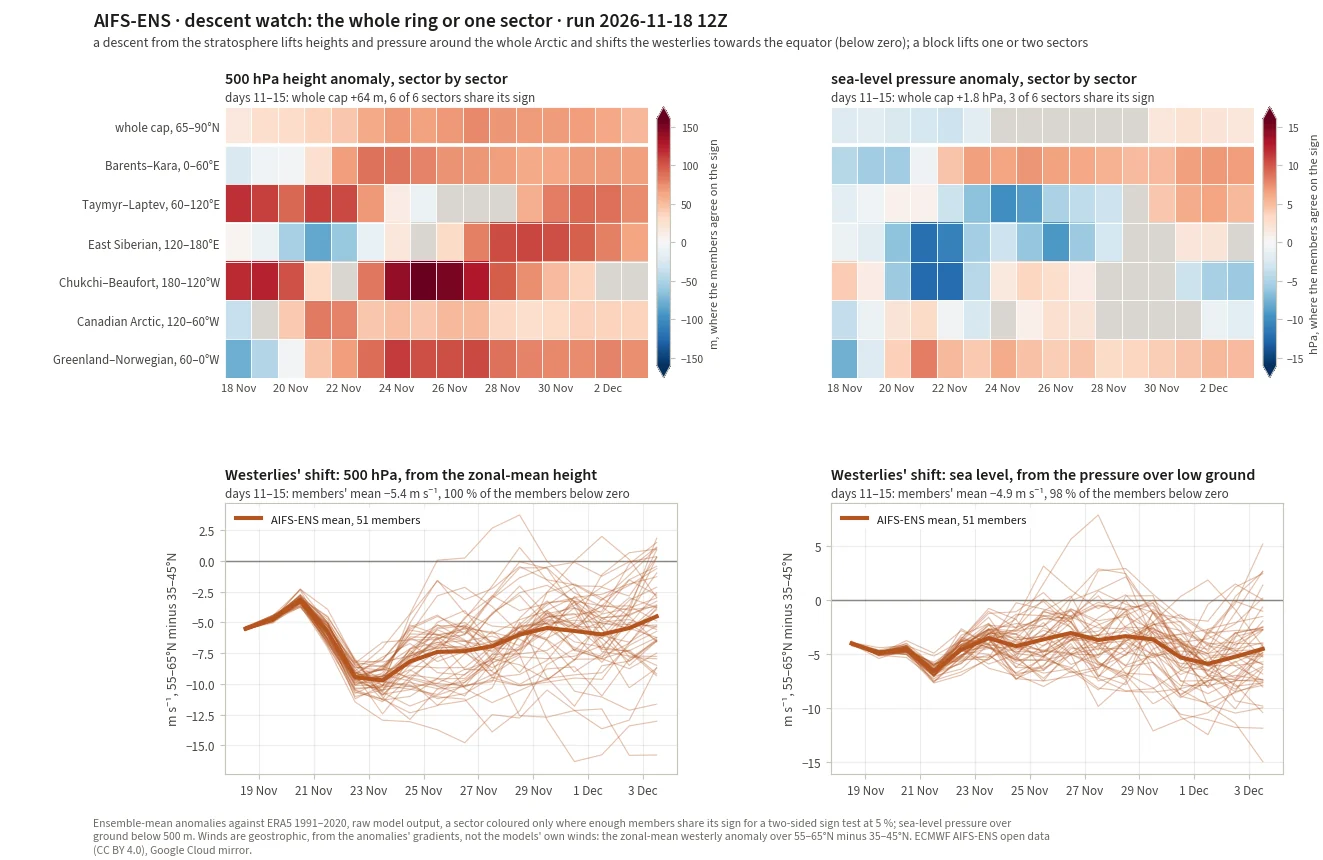 AIFS-ENS · descent watch: the whole ring or one sector · run 2026-11-18 12Z
a descent from the stratosphere lifts heights and pressure around the whole Arctic and shifts the westerlies towards the equator (below zero); a block lifts one or two sectors
500 hPa height anomaly, sector by sector
days 11–15: whole cap +64 m, 6 of 6 sectors share its sign
whole cap, 65–90°N
Barents–Kara, 0–60°E
Taymyr–Laptev, 60–120°E
East Siberian, 120–180°E
Chukchi–Beaufort, 180–120°W
Canadian Arctic, 120–60°W
Greenland–Norwegian, 60–0°W
18 Nov 20 Nov 22 Nov 24 Nov 26 Nov 28 Nov 30 Nov 2 Dec
150
100
50
0
−50
−100
−150
m, where the members agree on the sign
sea-level pressure anomaly, sector by sector
days 11–15: whole cap +1.8 hPa, 3 of 6 sectors share its sign
18 Nov 20 Nov 22 Nov 24 Nov 26 Nov 28 Nov 30 Nov 2 Dec
15
10
5
0
−5
−10
−15
hPa, where the members agree on the sign
Westerlies' shift: 500 hPa, from the zonal-mean height
days 11–15: members' mean −5.4 m s⁻¹, 100 % of the members below zero
AIFS-ENS mean, 51 members
m s⁻¹, 55–65°N minus 35–45°N
2.5
0.0
−2.5
−5.0
−7.5
−10.0
−12.5
−15.0
19 Nov 21 Nov 23 Nov 25 Nov 27 Nov 29 Nov 1 Dec 3 Dec
Westerlies' shift: sea level, from the pressure over low ground
days 11–15: members' mean −4.9 m s⁻¹, 98 % of the members below zero
AIFS-ENS mean, 51 members
m s⁻¹, 55–65°N minus 35–45°N
5
0
−5
−10
−15
19 Nov 21 Nov 23 Nov 25 Nov 27 Nov 29 Nov 1 Dec 3 Dec
Ensemble-mean anomalies against ERA5 1991–2020, raw model output, a sector coloured only where enough members share its sign for a two-sided sign test at 5 %; sea-level pressure over
ground below 500 m. Winds are geostrophic, from the anomalies' gradients, not the models' own winds: the zonal-mean westerly anomaly over 55–65°N minus 35–45°N. ECMWF AIFS-ENS open data
(CC BY 4.0), Google Cloud mirror.